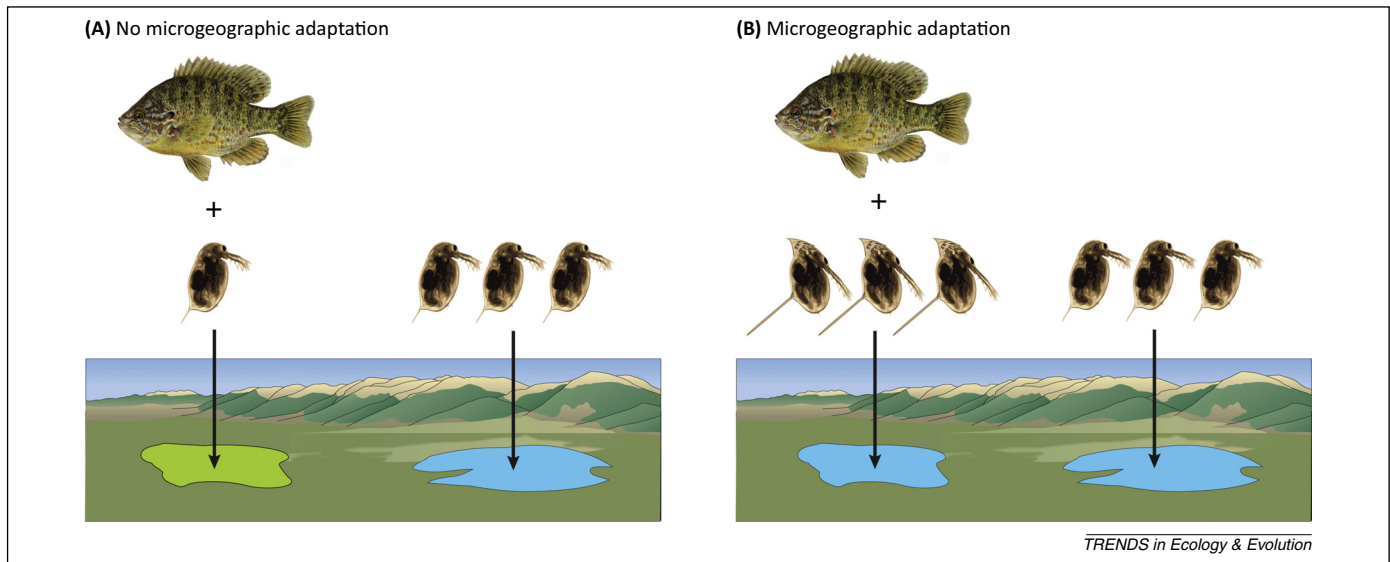 (A) No microgeographic adaptation
(B) Microgeographic adaptation
+
+
TRENDS in Ecology & Evolution